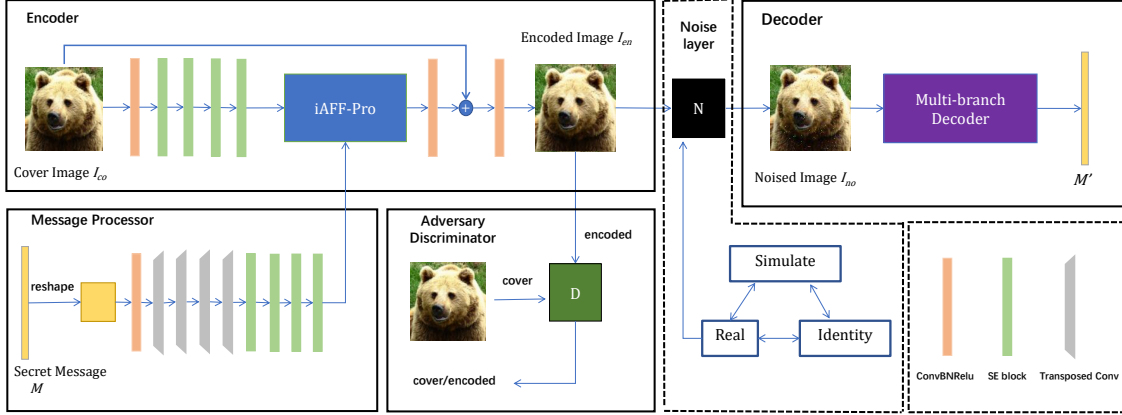 Encoder
Encoded Image I_en
iAFF-Pro
+
Cover Image I_co
Noise
layer
N
Decoder
Multi-branch
Decoder
Noised Image I_no
M'
Message Processor
reshape
Secret Message
M
Adversary
Discriminator
encoded
cover
D
cover/encoded
Simulate
Real
Identity
ConvBNRelu
SE block
Transposed Conv